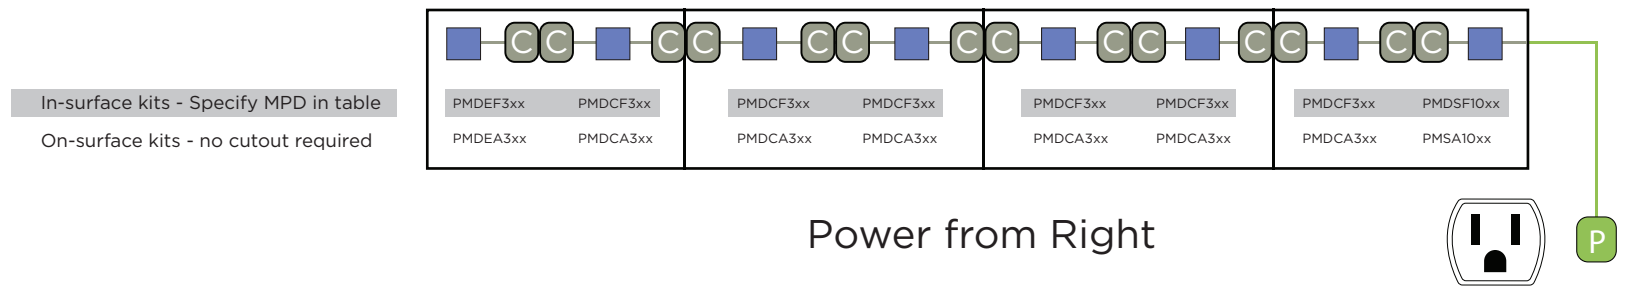 C C C C C C C C C C C C C C
In-surface kits - Specify MPD in table PMDEF3xx PMDCF3xx PMDCF3xx PMDCF3xx PMDCF3xx PMDCF3xx PMDCF3xx PMDSF10xx
On-surface kits - no cutout required PMDEA3xx PMDCA3xx PMDCA3xx PMDCA3xx PMDCA3xx PMDCA3xx PMDCA3xx PMSA10xx
Power from Right
P